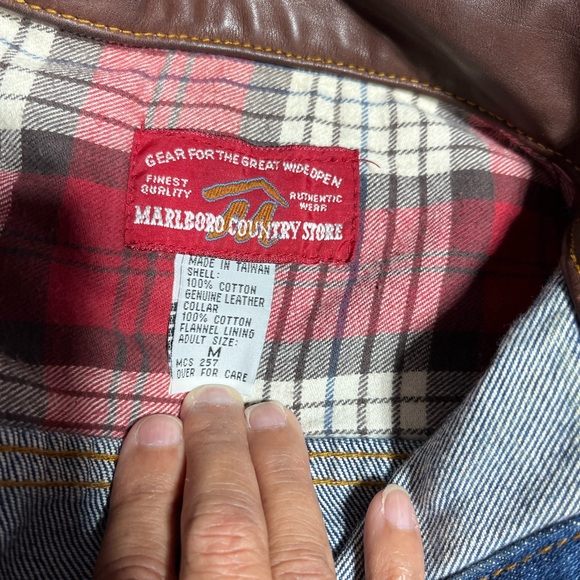 GEAR FOR THE GREAT WIDE OPEN
FINEST QUALITY
AUTHENTIC WEAR
MARLBORO COUNTRY STORE
MADE IN TAIWAN
SHELL:
100% COTTON
GENUINE LEATHER
COLLAR
100% COTTON
FLANNEL LINING
ADULT SIZE:
M
MCS 257
OVER FOR CARE